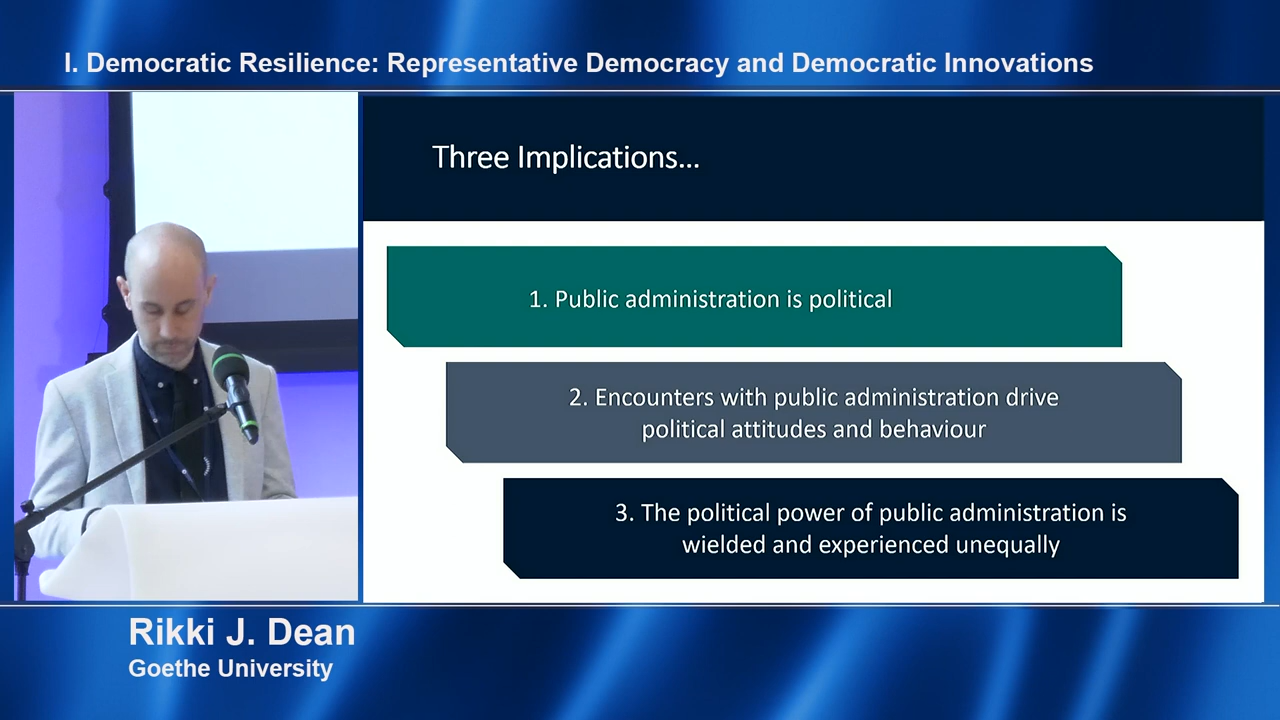 I. Democratic Resilience: Representative Democracy and Democratic Innovations
Three Implications...
1. Public administration is political
2. Encounters with public administration drive
political attitudes and behaviour
3. The political power of public administration is
wielded and experienced unequally
Rikki J. Dean
Goethe University